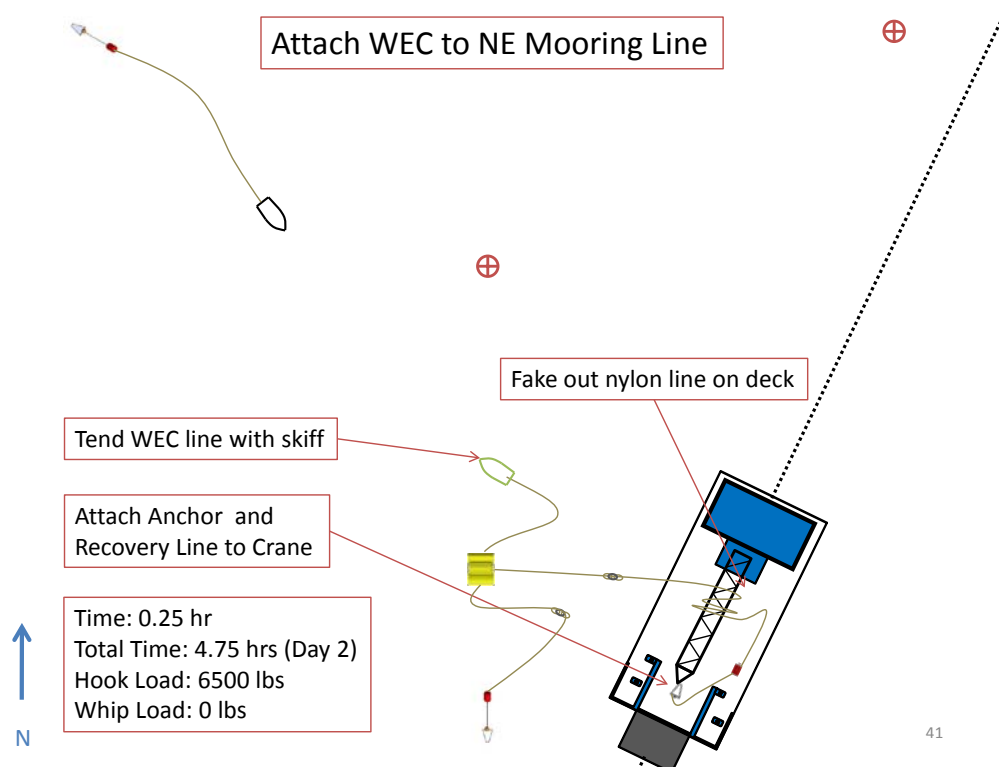 Attach WEC to NE Mooring Line
Fake out nylon line on deck
Tend WEC line with skiff
Attach Anchor and
Recovery Line to Crane
Time: 0.25 hr
Total Time: 4.75 hrs (Day 2)
Hook Load: 6500 lbs
Whip Load: 0 lbs
N
41